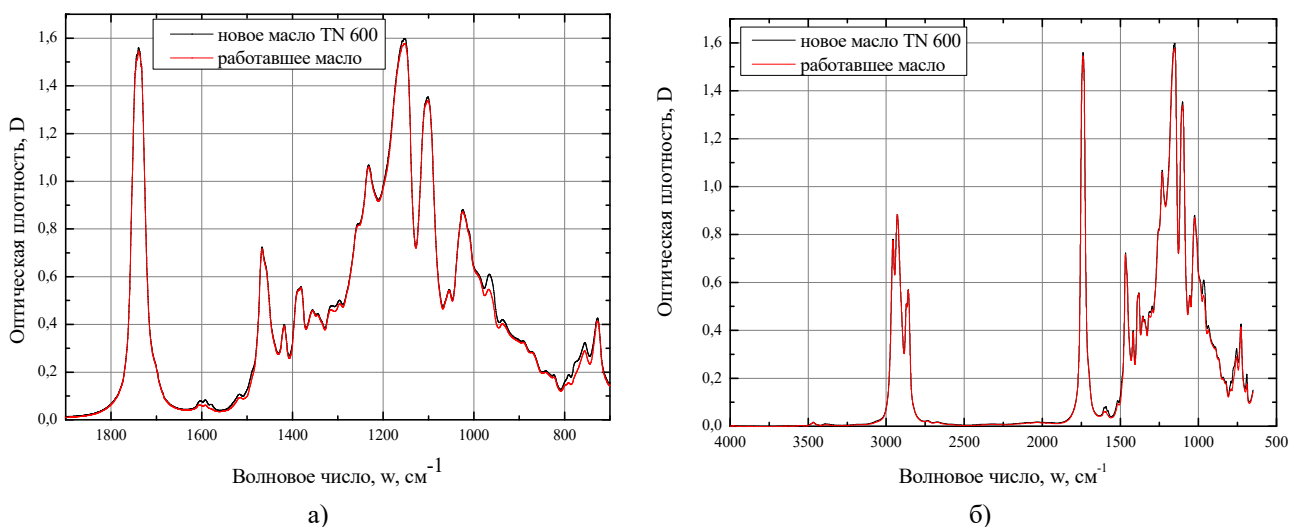 новое масло TN 600
работавшее масло
Оптическая плотность, D
1,6
1,4
1,2
1,0
0,8
0,6
0,4
0,2
0,0
1800 1600 1400 1200 1000 800
Волновое число, w, см-1
а)
новое масло TN 600
работавшее масло
Оптическая плотность, D
1,6
1,4
1,2
1,0
0,8
0,6
0,4
0,2
0,0
4000 3500 3000 2500 2000 1500 1000 500
Волновое число, w, см-1
б)